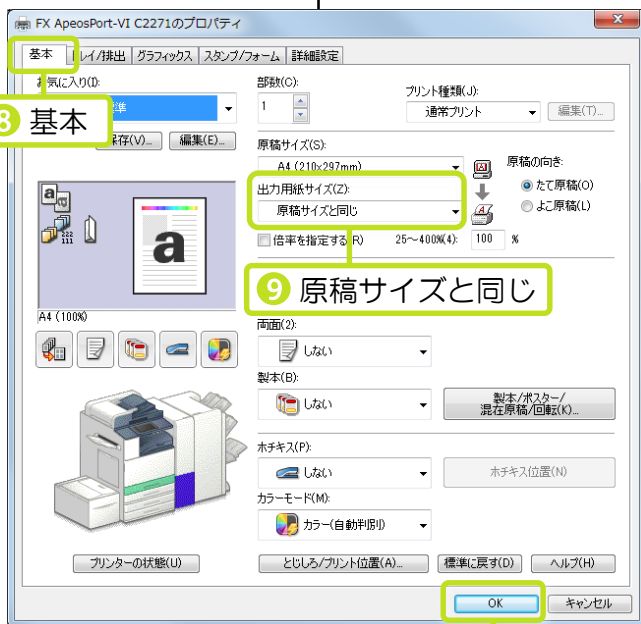 FX ApeosPort-VI C2271のプロパティ
基本 トレイ/排出 グラフィックス スタンプ/フォーム 詳細設定
お気に入り(I):
準
保存(V)... 編集(E)...
8 基本
部数(C):
1
プリント種類(J):
通常プリント 編集(T)...
原稿サイズ(S):
A4 (210x297mm)
出力用紙サイズ(Z):
原稿サイズと同じ
原稿の向き:
たて原稿(O)
よこ原稿(L)
倍率を指定する(R) 25～400%(4): 100 %
9 原稿サイズと同じ
A4 (100%)
両面(2):
しない
製本(B):
しない
製本/ポスター/
混在原稿/回転(K)...
ホチキス(P):
しない
ホチキス位置(N)
カラーモード(M):
カラー(自動判別)
プリンターの状態(U) とじしろ/プリント位置(A)... 標準に戻す(D) ヘルプ(H)
OK キャンセル